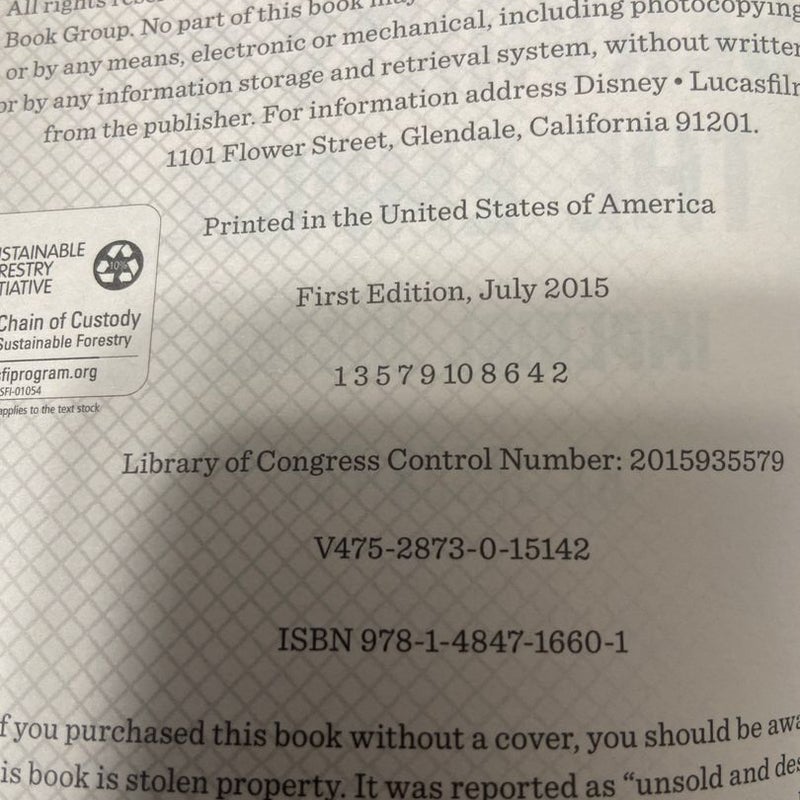 All rights
Book Group. No part of this book may
or by any means, electronic or mechanical, including photocopying
or by any information storage and retrieval system, without written
from the publisher. For information address Disney • Lucasfilm
1101 Flower Street, Glendale, California 91201.
Printed in the United States of America
STAINABLE
RESTRY
TIATIVE
10%
Chain of Custody
Sustainable Forestry
sfiprogram.org
SFI-01054
applies to the text stock
First Edition, July 2015
1 3 5 7 9 10 8 6 4 2
Library of Congress Control Number: 2015935579
V475-2873-0-15142
ISBN 978-1-4847-1660-1
f you purchased this book without a cover, you should be awa
is book is stolen property. It was reported as “unsold and des